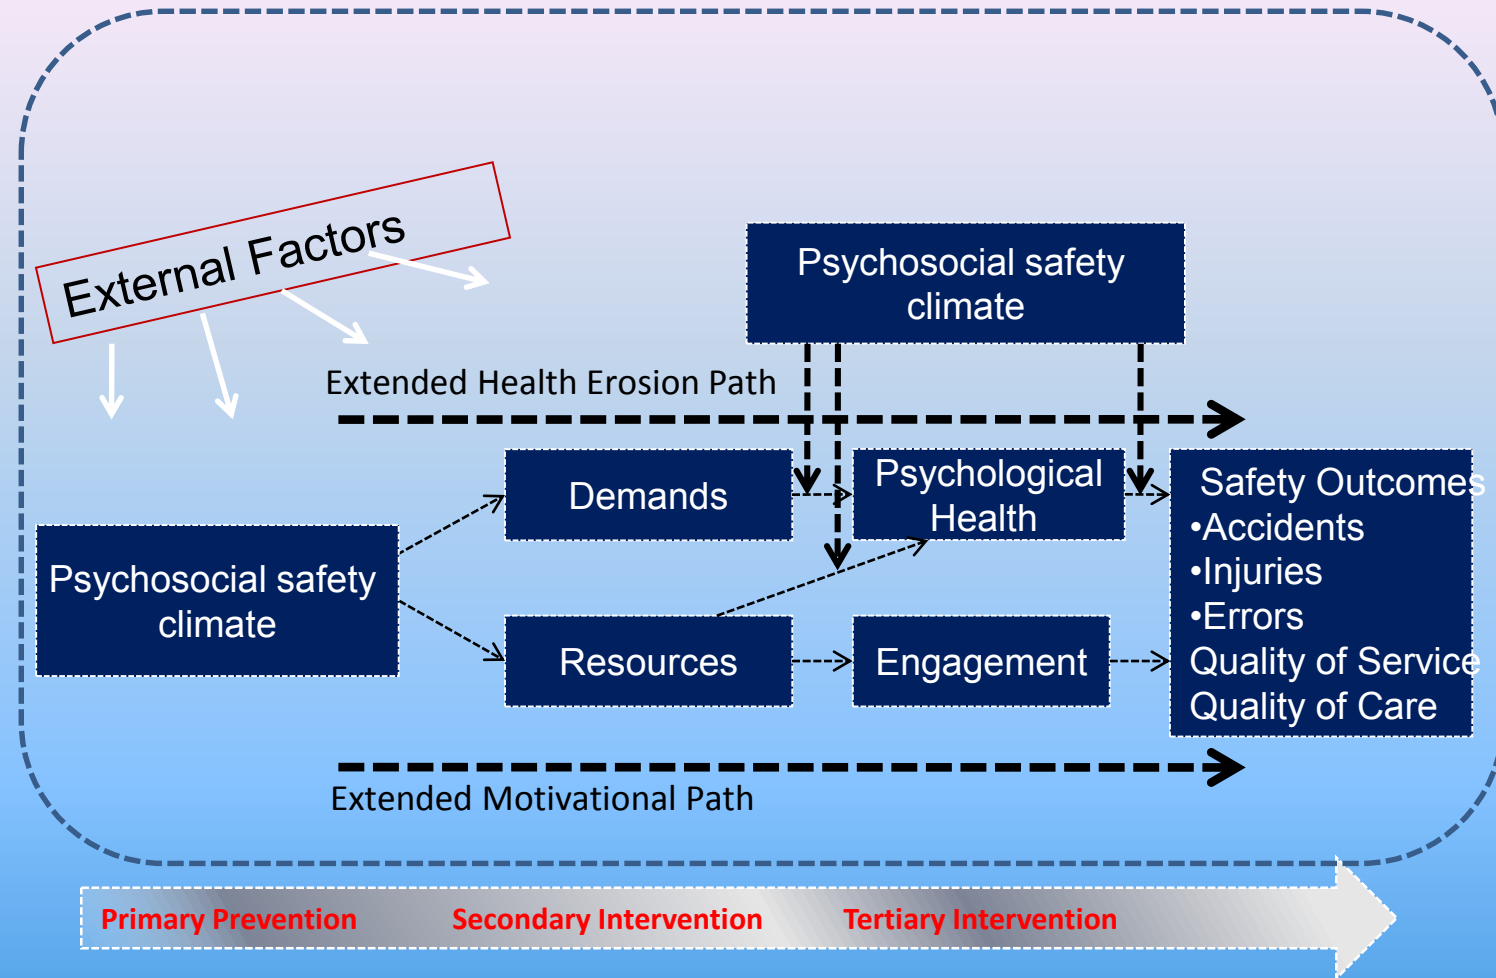 External Factors
Psychosocial safety
climate
Extended Health Erosion Path
Demands
Psychological
Health
Safety Outcomes
•Accidents
•Injuries
•Errors
Quality of Service
Quality of Care
Psychosocial safety
climate
Resources
Engagement
Extended Motivational Path
Primary Prevention
Secondary Intervention
Tertiary Intervention